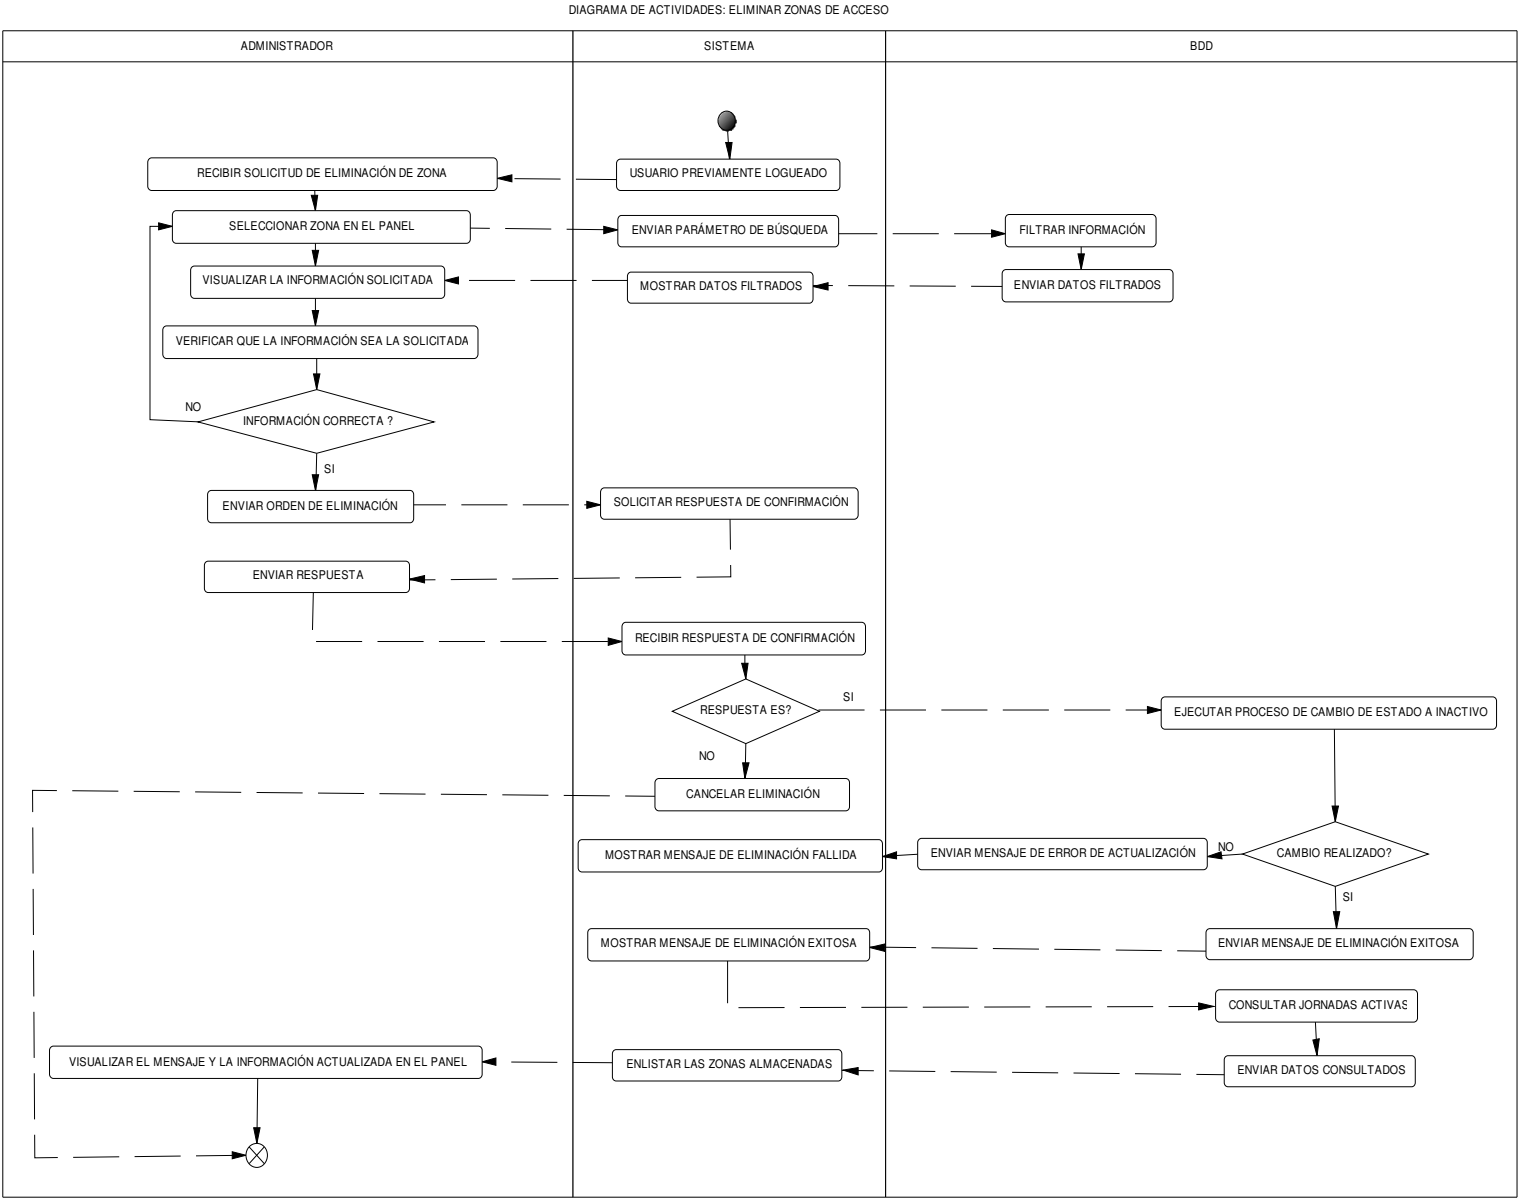 DIAGRAMA DE ACTIVIDADES: ELIMINAR ZONAS DE ACCESO
ADMINISTRADOR
SISTEMA
BDD
RECIBIR SOLICITUD DE ELIMINACIÓN DE ZONA
USUARIO PREVIAMENTE LOGUEADO
SELECCIONAR ZONA EN EL PANEL
ENVIAR PARÁMETRO DE BÚSQUEDA
FILTRAR INFORMACIÓN
VISUALIZAR LA INFORMACIÓN SOLICITADA
MOSTRAR DATOS FILTRADOS
ENVIAR DATOS FILTRADOS
VERIFICAR QUE LA INFORMACIÓN SEA LA SOLICITADA
NO
INFORMACIÓN CORRECTA ?
SI
ENVIAR ORDEN DE ELIMINACIÓN
SOLICITAR RESPUESTA DE CONFIRMACIÓN
ENVIAR RESPUESTA
RECIBIR RESPUESTA DE CONFIRMACIÓN
RESPUESTA ES?
SI
EJECUTAR PROCESO DE CAMBIO DE ESTADO A INACTIVO
NO
CANCELAR ELIMINACIÓN
MOSTRAR MENSAJE DE ELIMINACIÓN FALLIDA
ENVIAR MENSAJE DE ERROR DE ACTUALIZACIÓN
NO
CAMBIO REALIZADO?
SI
MOSTRAR MENSAJE DE ELIMINACIÓN EXITOSA
ENVIAR MENSAJE DE ELIMINACIÓN EXITOSA
CONSULTAR JORNADAS ACTIVAS
VISUALIZAR EL MENSAJE Y LA INFORMACIÓN ACTUALIZADA EN EL PANEL
ENLISTAR LAS ZONAS ALMACENADAS
ENVIAR DATOS CONSULTADOS